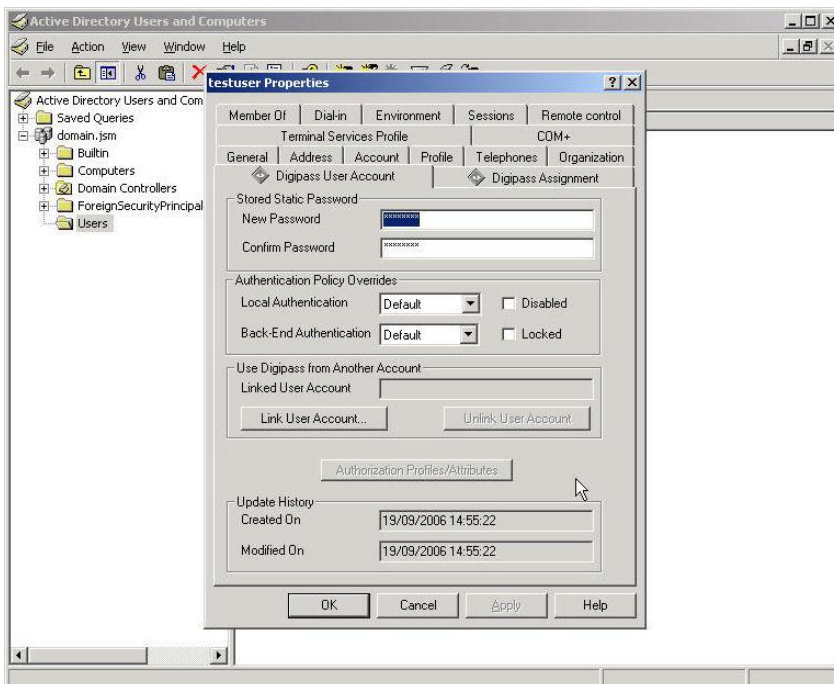 Active Directory Users and Computers
File Action View Window Help
testuser Properties
Active Directory Users and Com
Saved Queries
domain.jsm
Builtin
Computers
Domain Controllers
ForeignSecurityPrincipal
Users
Member Of Dial-in Environment Sessions Remote control
Terminal Services Profile COM+
General Address Account Profile Telephones Organization
Digipass User Account Digipass Assignment
Stored Static Password
New Password xxxxxxxx
Confirm Password xxxxxxxx
Authentication Policy Overrides
Local Authentication Default Disabled
Back-End Authentication Default Locked
Use Digipass from Another Account
Linked User Account
Link User Account... Unlink User Account
Authorization Profiles/Attributes
Update History
Created On 19/09/2006 14:55:22
Modified On 19/09/2006 14:55:22
OK Cancel Apply Help